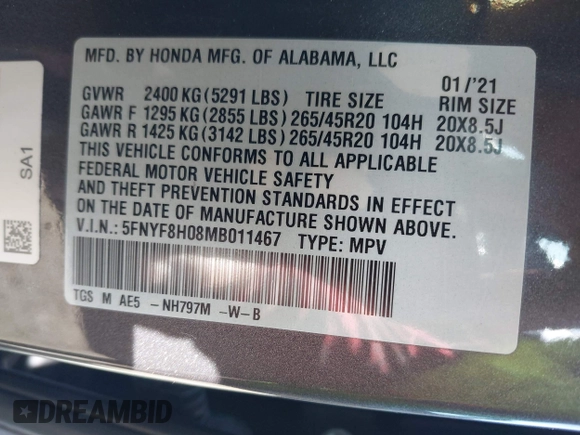 MFD. BY HONDA MFG. OF ALABAMA, LLC
01/'21
GVWR 2400 KG (5291 LBS) TIRE SIZE RIM SIZE
GAWR F 1295 KG (2855 LBS) 265/45R20 104H 20X8.5J
GAWR R 1425 KG (3142 LBS) 265/45R20 104H 20X8.5J
THIS VEHICLE CONFORMS TO ALL APPLICABLE
FEDERAL MOTOR VEHICLE SAFETY
AND THEFT PREVENTION STANDARDS IN EFFECT
ON THE DATE OF MANUFACTURE SHOWN ABOVE.
V.I.N.: 5FNYF8H08MB011467 TYPE: MPV
TGS M AE5 -NH797M -W-B
SA1
DREAMBID